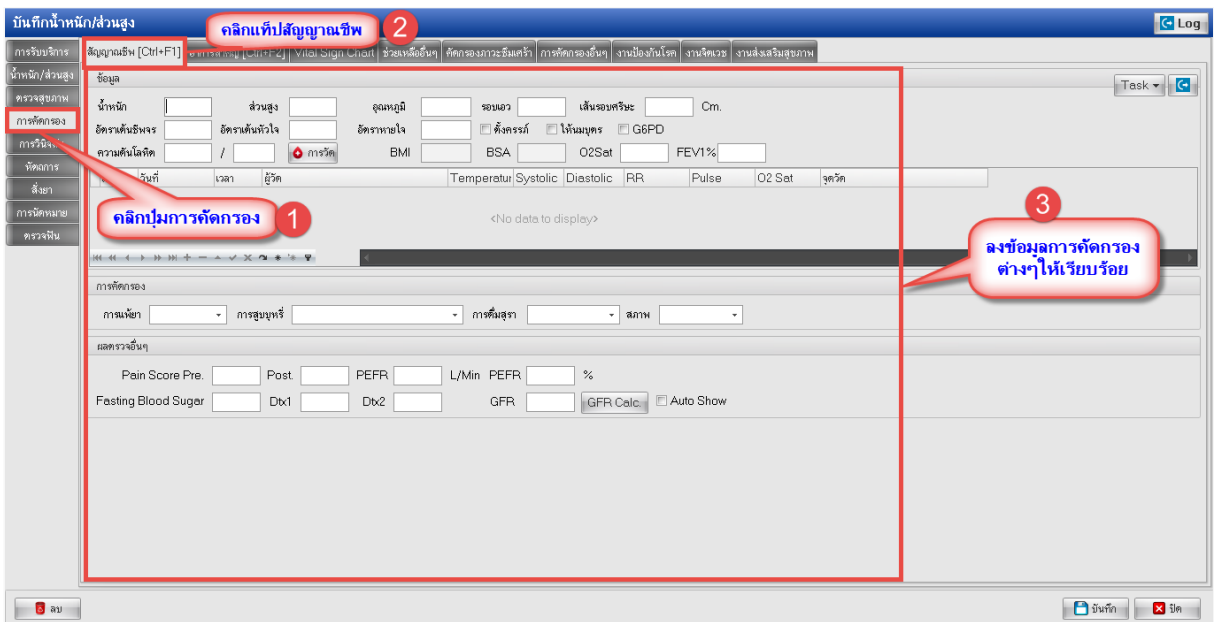 บันทึกน้ำหนัก/ส่วนสูง
คลิกแท็ปสัญญาณชีพ
2
Log
การรับบริการ
สัญญาณชีพ [Ctrl+F1]
[Ctrl+F2]
Vital Sign Chart
ช่วยเหลืออื่นๆ
คัดกรองภาวะซึมเศร้า
การคัดกรองอื่นๆ
งานป้องกันโรค
งานจิตเวช
งานส่งเสริมสุขภาพ
น้ำหนัก/ส่วนสูง
ข้อมูล
Task
ตรวจสุขภาพ
น้ำหนัก
ส่วนสูง
อุณหภูมิ
รอบเอว
เส้นรอบศรีษะ
Cm.
การคัดกรอง
อัตราเต้นชีพจร
อัตราเต้นหัวใจ
อัตราหายใจ
ตั้งครรภ์
ให้นมบุตร
G6PD
ความดันโลหิต
/
การวัด
BMI
BSA
O2Sat
FEV1%
หัตถการ
วันที่
เวลา
ผู้วัด
Temperatur
Systolic
Diastolic
RR
Pulse
O2 Sat
จุดวัด
สั่งยา
การนัดหมาย
ตรวจฟัน
คลิกปุ่มการคัดกรอง
1
<No data to display>
3
ลงข้อมูลการคัดกรอง
ต่างๆให้เรียบร้อย
การคัดกรอง
การแพ้ยา
การสูบบุหรี่
การดื่มสุรา
สภาพ
ผลตรวจอื่นๆ
Pain Score Pre.
Post.
PEFR
L/Min
PEFR
%
Fasting Blood Sugar
Dtx1
Dtx2
GFR
GFR Calc.
Auto Show
ลบ
บันทึก
ปิด